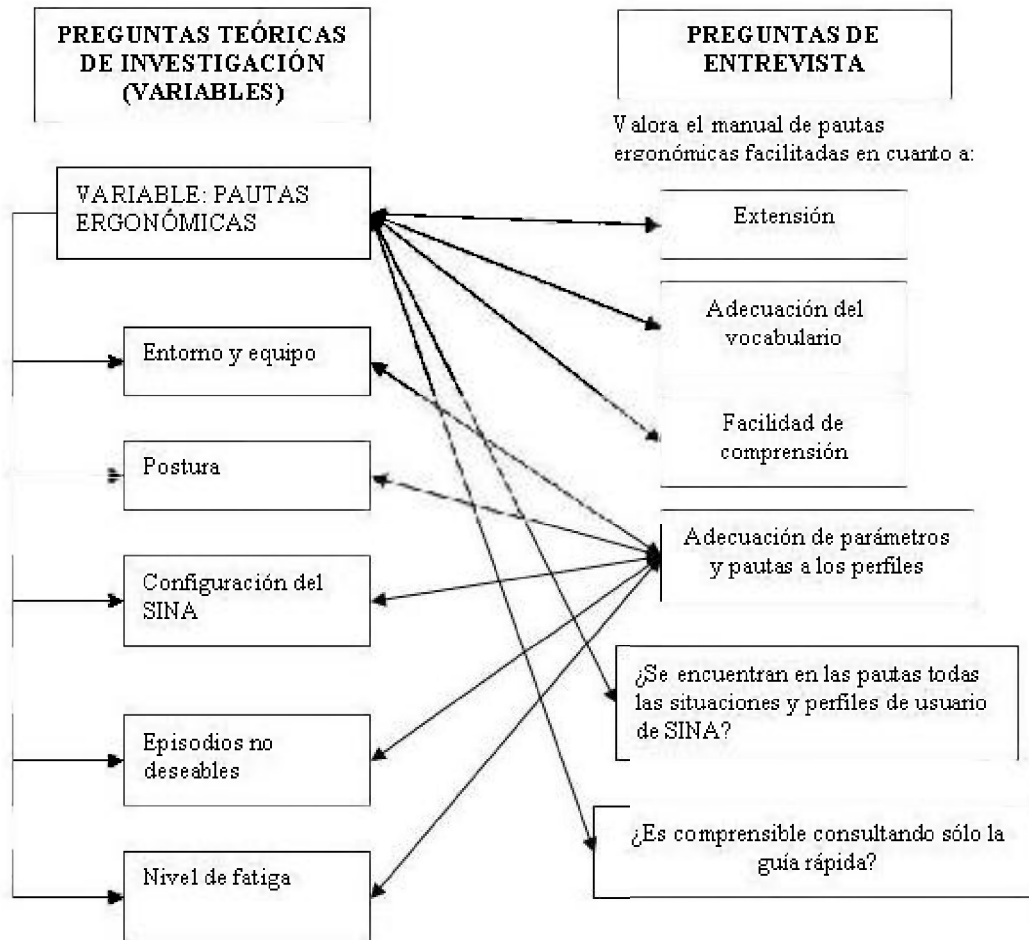 PREGUNTAS TEÓRICAS
DE INVESTIGACIÓN
(VARIABLES)
VARIABLE: PAUTAS
ERGONÓMICAS
Entorno y equipo
Postura
Configuración del
SINA
Episodios no
deseables
Nivel de fatiga
PREGUNTAS DE
ENTREVISTA
Valora el manual de pautas
ergonómicas facilitadas en cuanto a:
Extensión
Adecuación del
vocabulario
Facilidad de
comprensión
Adecuación de parámetros
y pautas a los perfiles
¿Se encuentran en las pautas todas
las situaciones y perfiles de usuario
de SINA?
¿Es comprensible consultando sólo la
guía rápida?